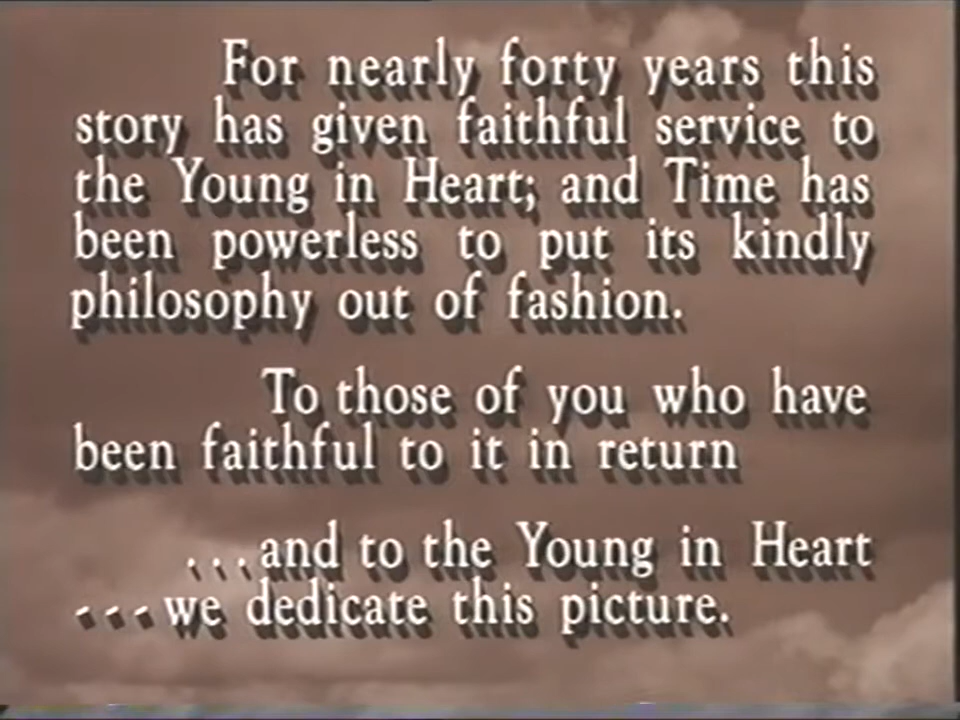 For nearly forty years this
story has given faithful service to
the Young in Heart; and Time has
been powerless to put its kindly
philosophy out of fashion.
To those of you who have
been faithful to it in return
...and to the Young in Heart
---we dedicate this picture.